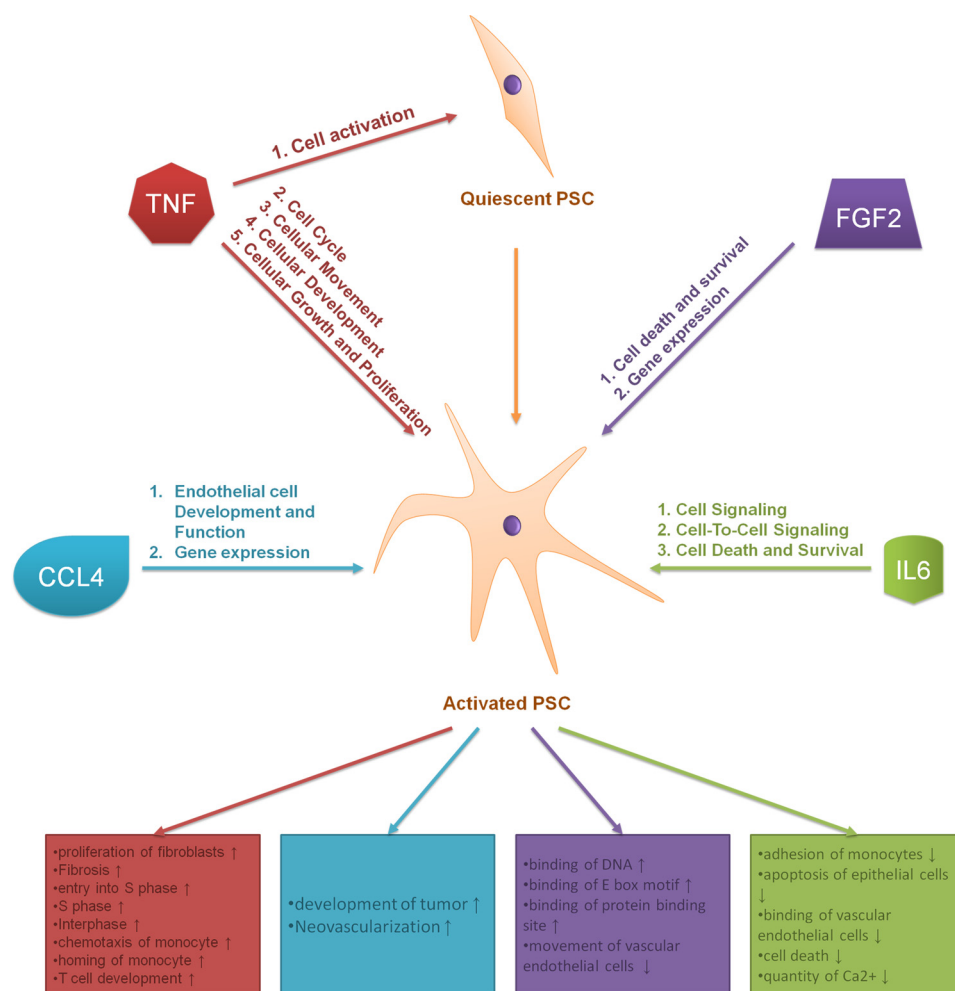 TNF
1. Cell activation
2. Cell Cycle
3. Cellular Movement
4. Cellular Development
5. Cellular Growth and Proliferation
Quiescent PSC
FGF2
1. Cell death and survival
2. Gene expression
CCL4
1. Endothelial cell
Development and
Function
2. Gene expression
1. Cell Signaling
2. Cell-To-Cell Signaling
3. Cell Death and Survival
IL6
Activated PSC
•proliferation of fibroblasts ↑
•Fibrosis ↑
•entry into S phase ↑
•S phase ↑
•Interphase ↑
•chemotaxis of monocyte ↑
•homing of monocyte ↑
•T cell development ↑
•development of tumor ↑
•Neovascularization ↑
•binding of DNA ↑
•binding of E box motif ↑
•binding of protein binding
site ↑
•movement of vascular
endothelial cells ↓
•adhesion of monocytes ↓
•apoptosis of epithelial cells
↓
•binding of vascular
endothelial cells ↓
•cell death ↓
•quantity of Ca2+ ↓